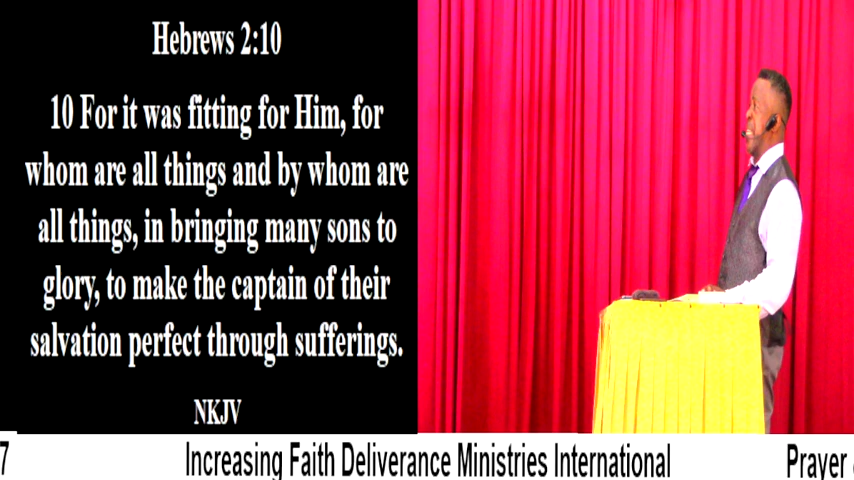 Hebrews 2:10
10 For it was fitting for Him, for
whom are all things and by whom are
all things, in bringing many sons to
glory, to make the captain of their
salvation perfect through sufferings.
NKJV
7 Increasing Faith Deliverance Ministries International Prayer